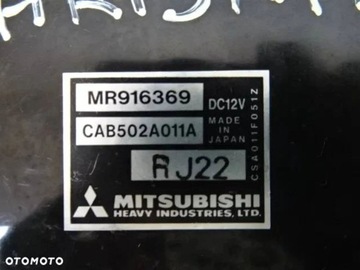 MR916369
DC12V
CAB502A011A
MADE IN
JAPAN
RJ22
CSA011F051Z
MITSUBISHI
HEAVY INDUSTRIES, LTD.
OTOMOTO